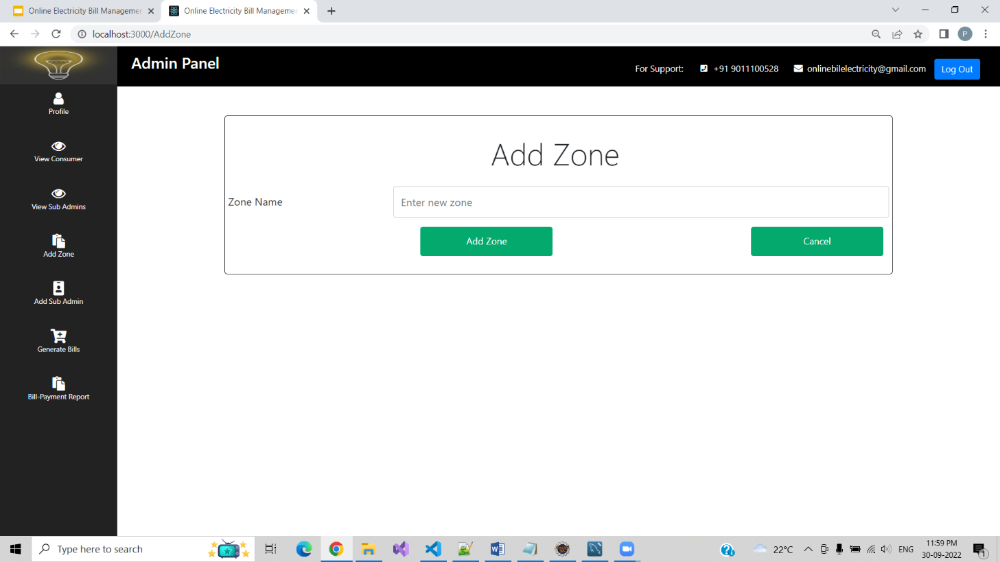 Online Electricity Bill Managemer
Online Electricity Bill Managemer
localhost:3000/AddZone
P
Admin Panel
For Support: +91 9011100528 onlinebilelectricity@gmail.com Log Out
Profile
View Consumer
View Sub Admins
Add Zone
Add Sub Admin
Generate Bills
Bill-Payment Report
Add Zone
Zone Name
Enter new zone
Add Zone
Cancel
Type here to search
22°C
ENG
11:59 PM
30-09-2022
1